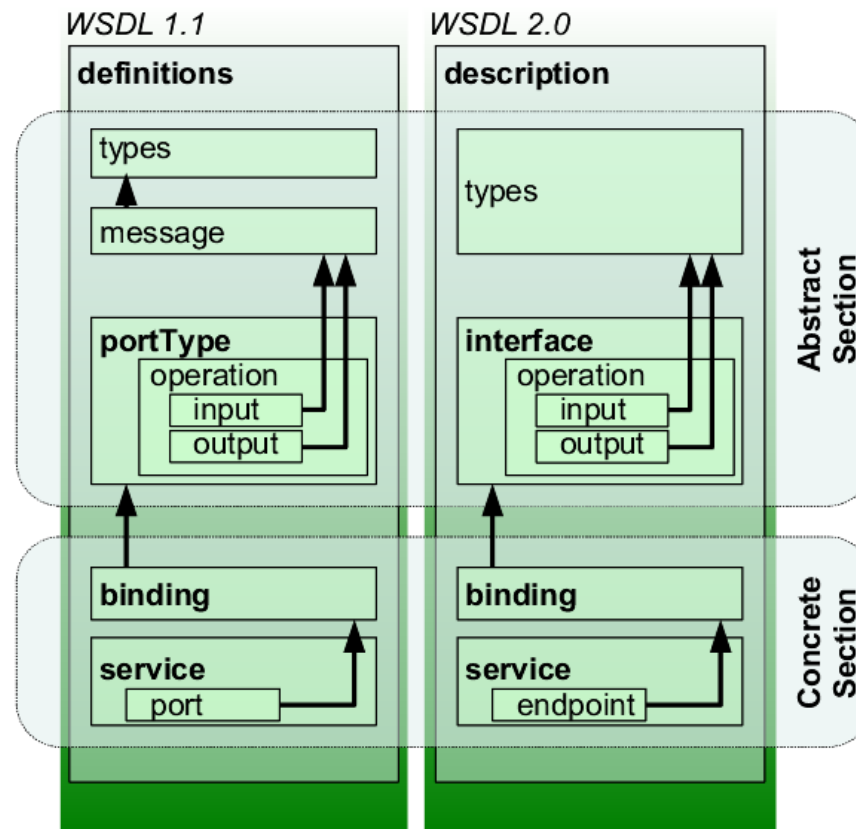 WSDL 1.1
definitions
types
message
portType
operation
input
output
binding
service
port
WSDL 2.0
description
types
interface
operation
input
output
binding
service
endpoint
Abstract
Section
Concrete
Section